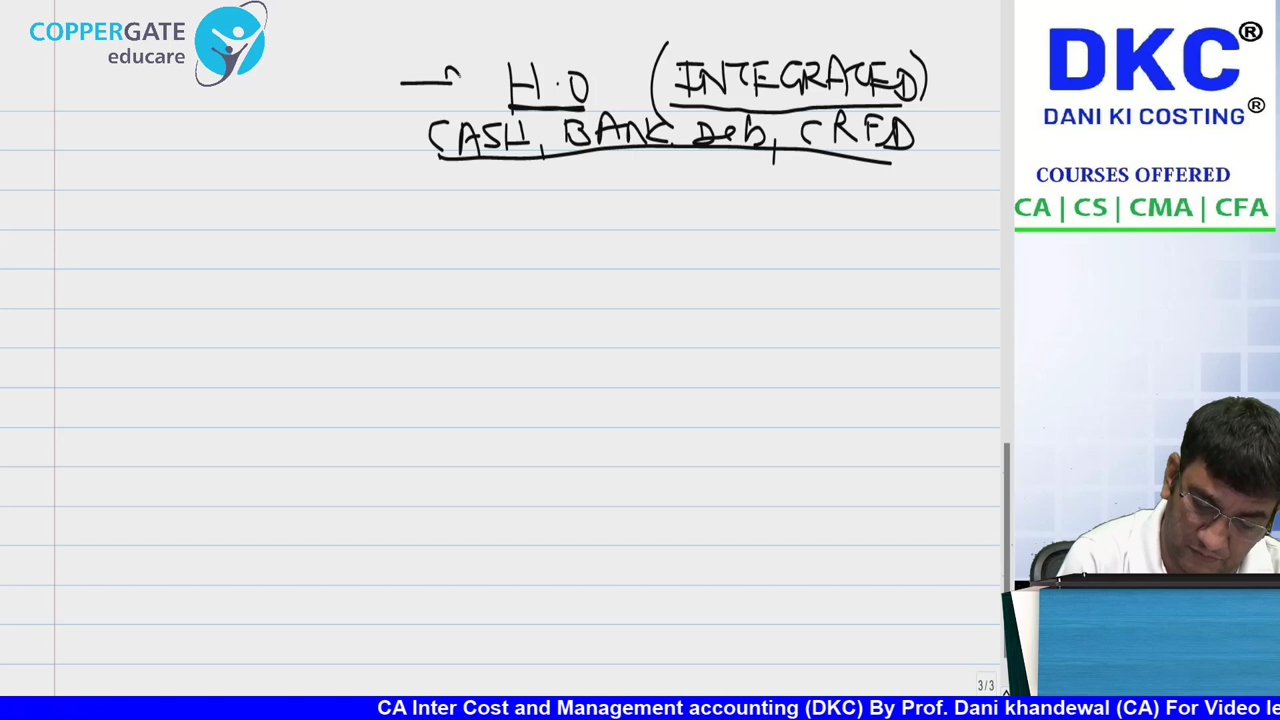 COPPERGATE
educare
H.O (INTEGRATED)
CASH, BANK Deb, CRED
DKC®
DANI KI COSTING®
COURSES OFFERED
CA | CS | CMA | CFA
3/3
CA Inter Cost and Management accounting (DKC) By Prof. Dani khandewal (CA) For Video le